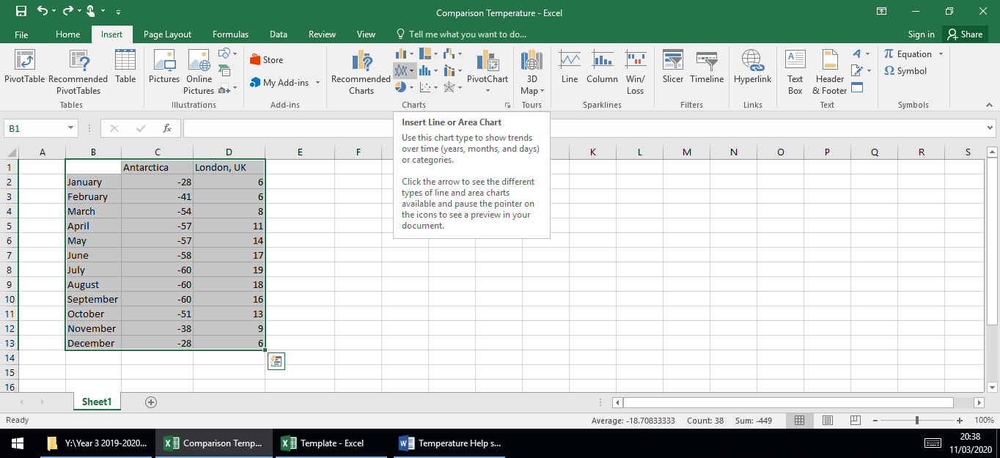 Comparison Temperature - Excel
File Home Insert Page Layout Formulas Data Review View Tell me what you want to do... Sign in Share
PivotTable Recommended PivotTables Table
Tables
Pictures Online Pictures
Illustrations
Store
My Add-ins
Add-ins
Recommended Charts
PivotChart
Charts
3D Map
Tours
Line Column Win/ Loss
Sparklines
Slicer Timeline
Filters
Hyperlink
Links
Text Box Header & Footer
Text
Equation
Symbol
Symbols
B1
fx
Insert Line or Area Chart
Use this chart type to show trends
over time (years, months, and days)
or categories.
Click the arrow to see the different
types of line and area charts
available and pause the pointer on
the icons to see a preview in your
document.
A B C D E F K L M N O P Q R S
1 Antarctica London, UK
2 January -28 6
3 February -41 6
4 March -54 8
5 April -57 11
6 May -57 14
7 June -58 17
8 July -60 19
9 August -60 18
10 September -60 16
11 October -51 13
12 November -38 9
13 December -28 6
14
15
16
Sheet1
Ready Average: -18.70833333 Count: 38 Sum: -449 100%
Y:\Year 3 2019-2020... Comparison Temp... Template - Excel Temperature Help s...
20:38
11/03/2020